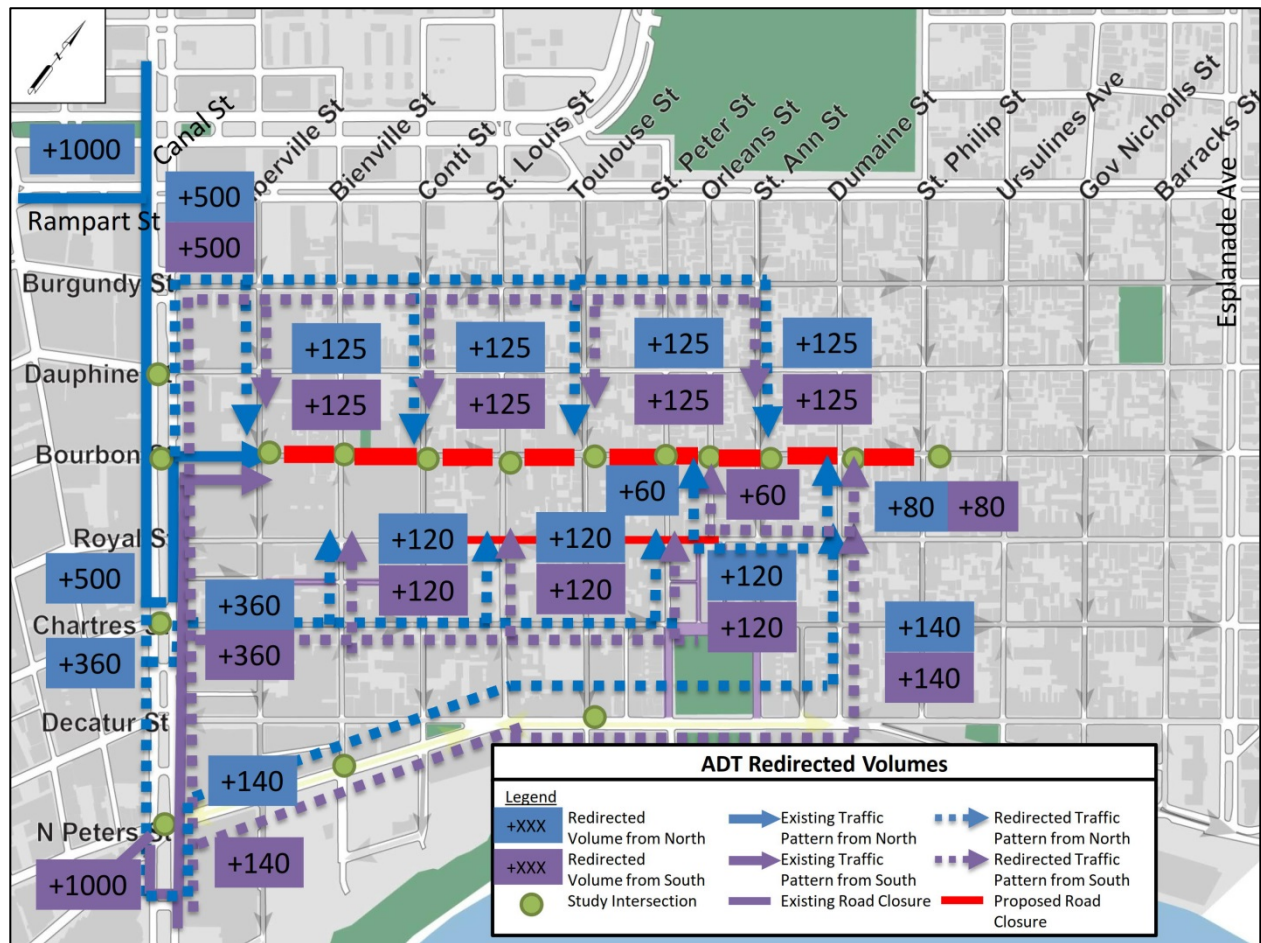 Canal St
Iberville St
Bienville St
Conti St
St. Louis St
Toulouse St
St. Peter St
Orleans St
St. Ann St
Dumaine St
St. Philip St
Ursulines Ave
Gov Nicholls St
Barracks St
Esplanade Ave
+1000
Rampart St
+500
+500
Burgundy St
+125
+125
+125
+125
+125
+125
+125
+125
Dauphine
Bourbon
+60
+60
+80
+80
Royal St
+120
+120
+120
+120
+120
+120
+500
+360
+360
Chartres
+360
+140
+140
Decatur St
+140
+140
N Peters St
+1000
ADT Redirected Volumes
Legend
+XXX
Redirected
Volume from North
+XXX
Redirected
Volume from South
Study Intersection
Existing Traffic
Pattern from North
Existing Traffic
Pattern from South
Existing Road Closure
Redirected Traffic
Pattern from North
Redirected Traffic
Pattern from South
Proposed Road
Closure